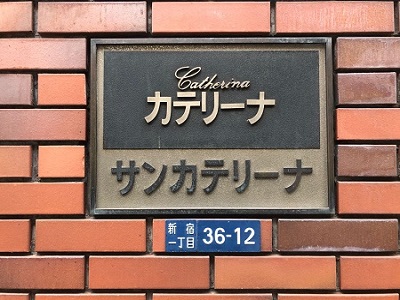 Catherina
カテリーナ
サンカテリーナ
新宿
一丁目 36-12